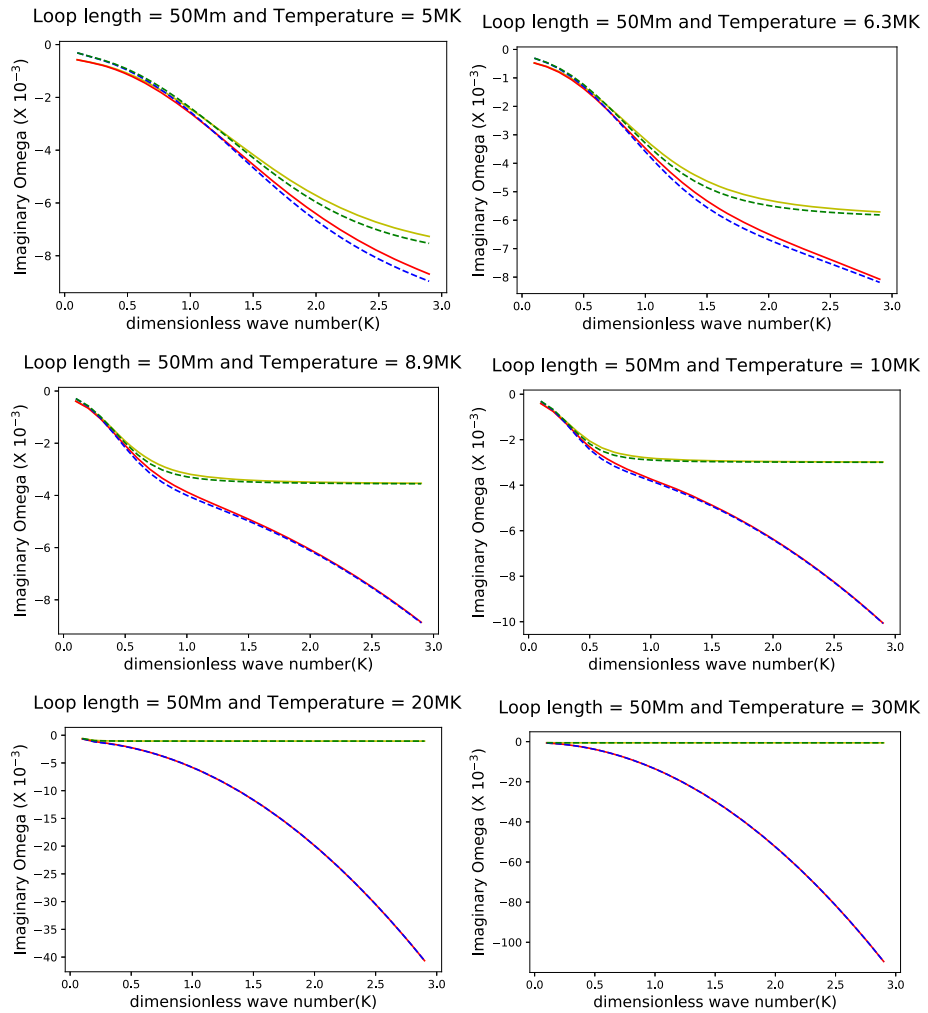 Loop length = 50Mm and Temperature = 5MK
0
−2
−4
−6
−8
Imaginary Omega (X 10⁻³)
0.0 0.5 1.0 1.5 2.0 2.5 3.0
dimensionless wave number(K)
Loop length = 50Mm and Temperature = 6.3MK
0
−1
−2
−3
−4
−5
−6
−7
−8
Imaginary Omega (X 10⁻³)
0.0 0.5 1.0 1.5 2.0 2.5 3.0
dimensionless wave number(K)
Loop length = 50Mm and Temperature = 8.9MK
0
−2
−4
−6
−8
Imaginary Omega (X 10⁻³)
0.0 0.5 1.0 1.5 2.0 2.5 3.0
dimensionless wave number(K)
Loop length = 50Mm and Temperature = 10MK
0
−2
−4
−6
−8
−10
Imaginary Omega (X 10⁻³)
0.0 0.5 1.0 1.5 2.0 2.5 3.0
dimensionless wave number(K)
Loop length = 50Mm and Temperature = 20MK
0
−5
−10
−15
−20
−25
−30
−35
−40
Imaginary Omega (X 10⁻³)
0.0 0.5 1.0 1.5 2.0 2.5 3.0
dimensionless wave number(K)
Loop length = 50Mm and Temperature = 30MK
0
−20
−40
−60
−80
−100
Imaginary Omega (X 10⁻³)
0.0 0.5 1.0 1.5 2.0 2.5 3.0
dimensionless wave number(K)